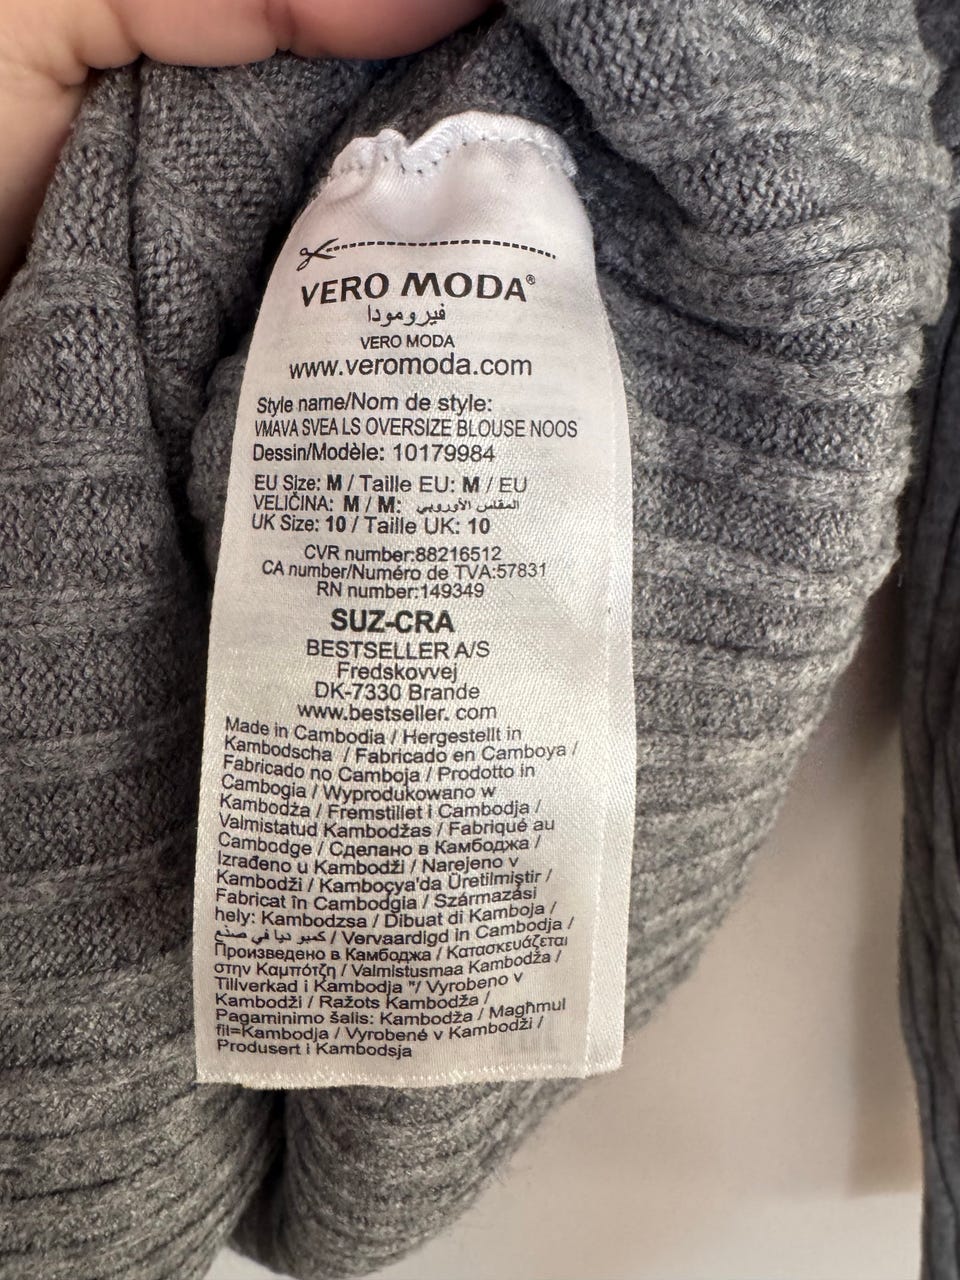 VERO MODA®
فيرومودا
VERO MODA
www.veromoda.com
Style name/Nom de style:
VMAVA SVEA LS OVERSIZE BLOUSE NOOS
Dessin/Modèle: 10179984
EU Size: M / Taille EU: M / EU
VELIČINA: M / M: المقاس الأوروبي
UK Size: 10 / Taille UK: 10
CVR number:88216512
CA number/Numéro de TVA:57831
RN number:149349
SUZ-CRA
BESTSELLER A/S
Fredskovvej
DK-7330 Brande
www.bestseller. com
Made in Cambodia / Hergestellt in
Kambodscha / Fabricado en Camboya /
Fabricado no Camboja / Prodotto in
Cambogia / Wyprodukowano w
Kambodża / Fremstillet i Cambodja /
Valmistatud Kambodžas / Fabriqué au
Cambodge / Сделано в Камбоджа /
Izrađeno u Kambodži / Narejeno v
Kambodži / Kamboçya'da Üretilmiştir /
Fabricat în Cambodgia / Származási
hely: Kambodzsa / Dibuat di Kamboja /
كمبو ديا في صنع / Vervaardigd in Cambodja /
Произведено в Камбоджа / Κατασκευάζεται
στην Καμπότζη / Valmistusmaa Kambodža /
Tillverkad i Kambodja "/ Vyrobeno v
Kambodži / Ražots Kambodža /
Pagaminimo šalis: Kambodža / Magħmul
fil=Kambodja / Vyrobené v Kambodži /
Produsert i Kambodsja